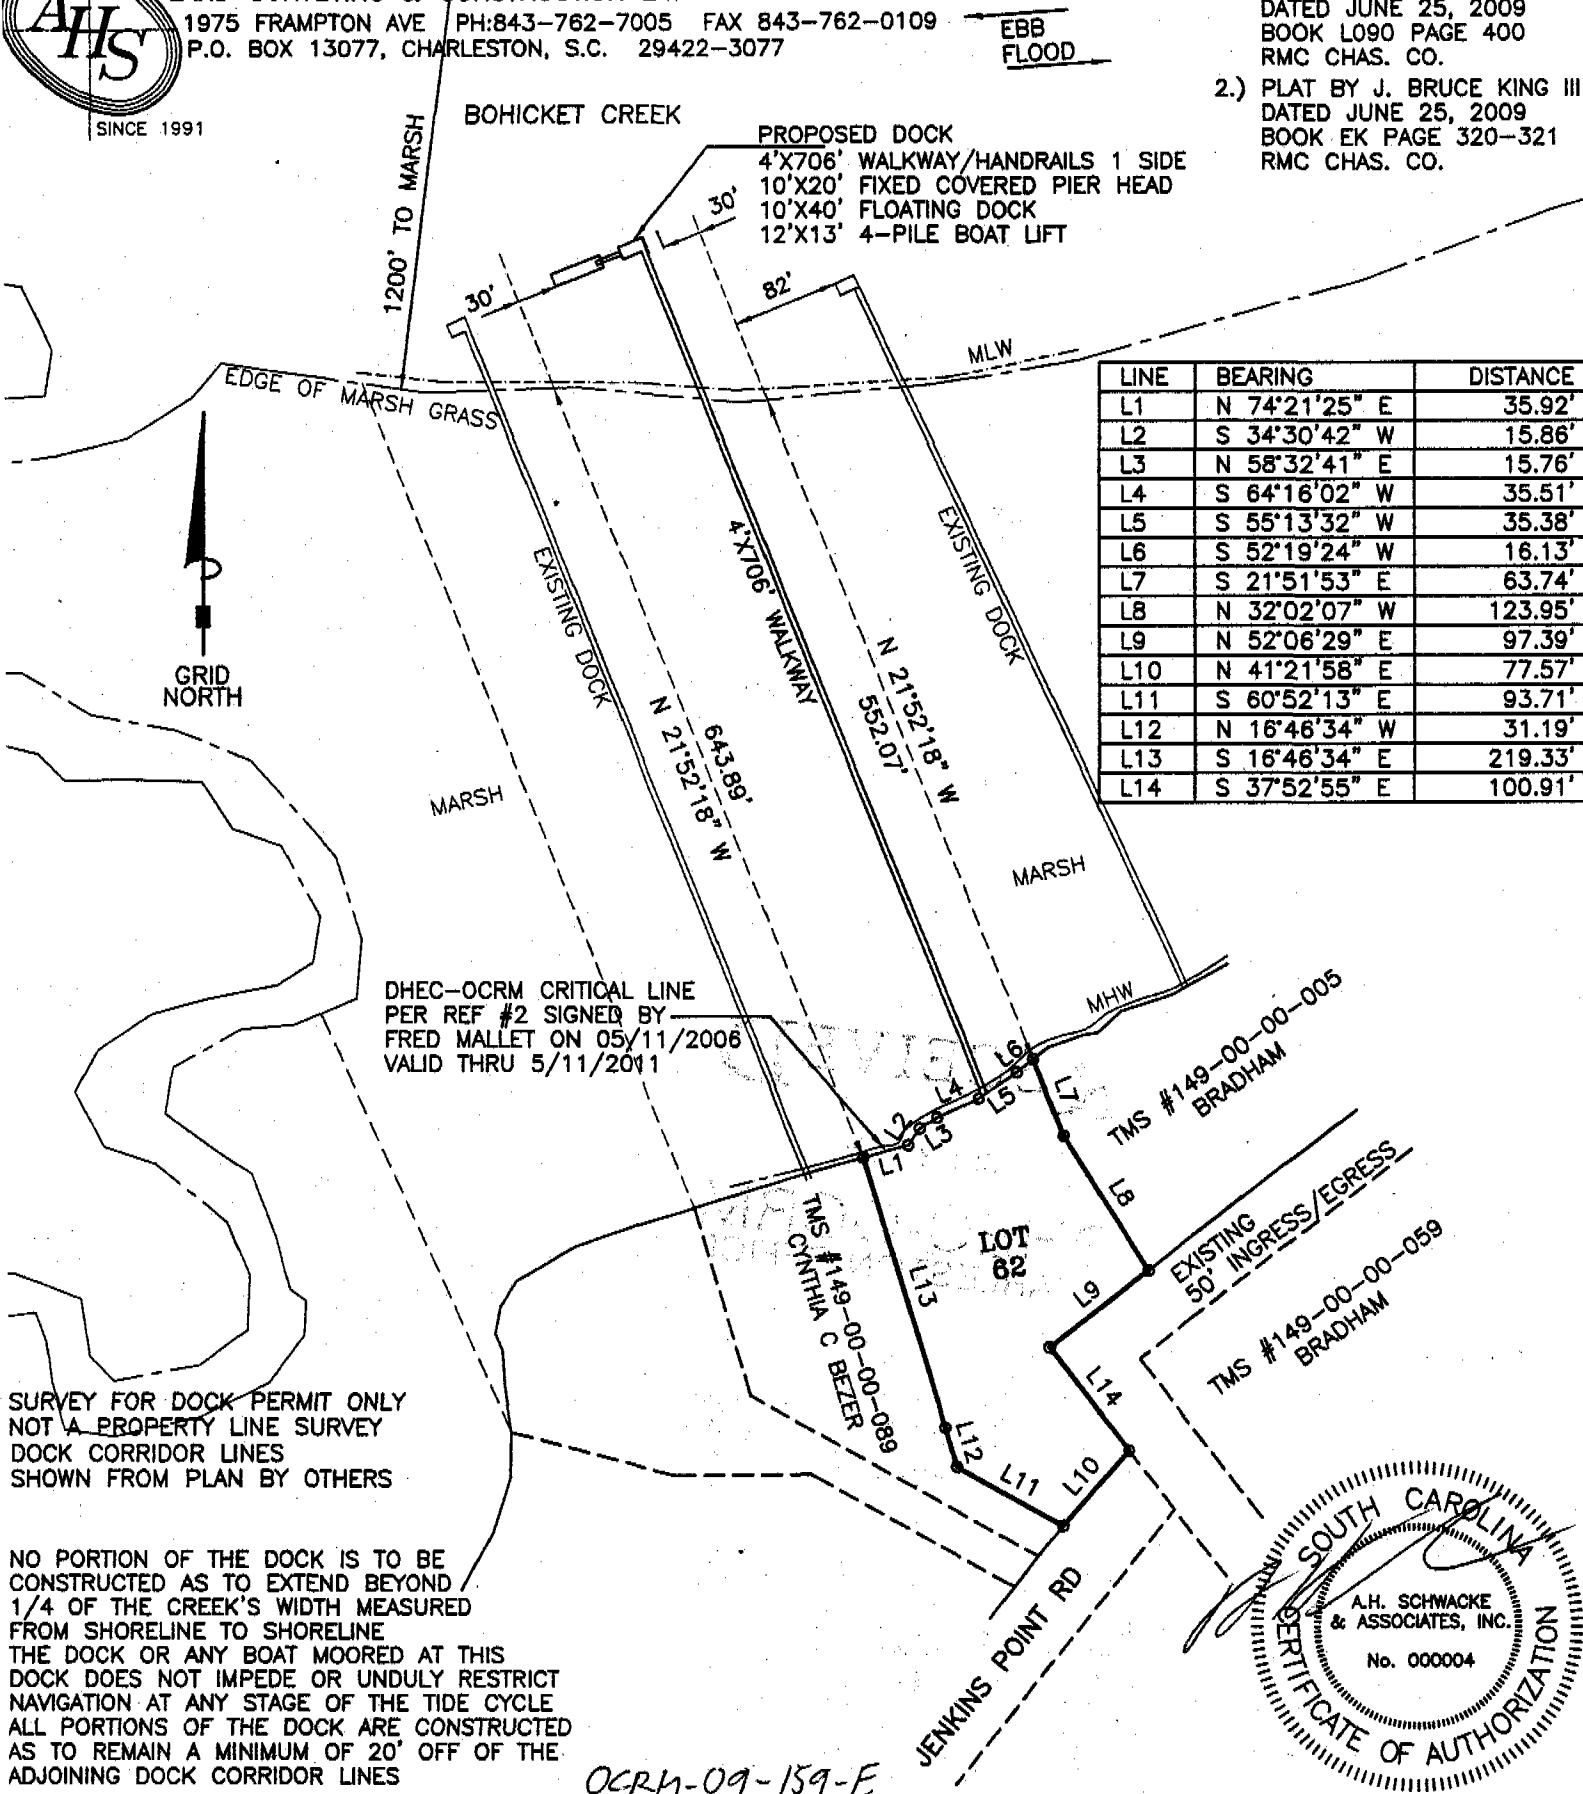 AHS
SINCE 1991
1975 FRAMPTON AVE PH:843-762-7005 FAX 843-762-0109
P.O. BOX 13077, CHARLESTON, S.C. 29422-3077
EBB
FLOOD
DATED JUNE 25, 2009
BOOK L090 PAGE 400
RMC CHAS. CO.
2.) PLAT BY J. BRUCE KING III
DATED JUNE 25, 2009
BOOK EK PAGE 320-321
RMC CHAS. CO.
BOHICKET CREEK
1200' TO MARSH
PROPOSED DOCK
4'X706' WALKWAY/HANDRAILS 1 SIDE
10'X20' FIXED COVERED PIER HEAD
10'X40' FLOATING DOCK
12'X13' 4-PILE BOAT LIFT
30'
30'
82'
MLW
EDGE OF MARSH GRASS
LINE BEARING DISTANCE
L1 N 74°21'25" E 35.92'
L2 S 34°30'42" W 15.86'
L3 N 58°32'41" E 15.76'
L4 S 64°16'02" W 35.51'
L5 S 55°13'32" W 35.38'
L6 S 52°19'24" W 16.13'
L7 S 21°51'53" E 63.74'
L8 N 32°02'07" W 123.95'
L9 N 52°06'29" E 97.39'
L10 N 41°21'58" E 77.57'
L11 S 60°52'13" E 93.71'
L12 N 16°46'34" W 31.19'
L13 S 16°46'34" E 219.33'
L14 S 37°52'55" E 100.91'
GRID
NORTH
EXISTING DOCK
4'X706' WALKWAY
EXISTING DOCK
643.89'
N 21°52'18" W
N 21°52'18" W
552.07'
MARSH
MARSH
DHEC-OCRM CRITICAL LINE
PER REF #2 SIGNED BY
FRED MALLET ON 05/11/2006
VALID THRU 5/11/2011
MHW
L1
L2
L3
L4
L5
L6
L7
L8
L9
L10
L11
L12
L13
L14
TMS #149-00-00-005
BRADHAM
LOT
62
EXISTING
50' INGRESS/EGRESS
TMS #149-00-00-059
BRADHAM
TMS #149-00-00-089
CYNTHIA C BEZER
JENKINS POINT RD
SURVEY FOR DOCK PERMIT ONLY
NOT A PROPERTY LINE SURVEY
DOCK CORRIDOR LINES
SHOWN FROM PLAN BY OTHERS
NO PORTION OF THE DOCK IS TO BE
CONSTRUCTED AS TO EXTEND BEYOND
1/4 OF THE CREEK'S WIDTH MEASURED
FROM SHORELINE TO SHORELINE
THE DOCK OR ANY BOAT MOORED AT THIS
DOCK DOES NOT IMPEDE OR UNDULY RESTRICT
NAVIGATION AT ANY STAGE OF THE TIDE CYCLE
ALL PORTIONS OF THE DOCK ARE CONSTRUCTED
AS TO REMAIN A MINIMUM OF 20' OFF OF THE
ADJOINING DOCK CORRIDOR LINES
OCRM-09-159-E
SOUTH CAROLINA
A.H. SCHWACKE
& ASSOCIATES, INC.
No. 000004
CERTIFICATE OF AUTHORIZATION